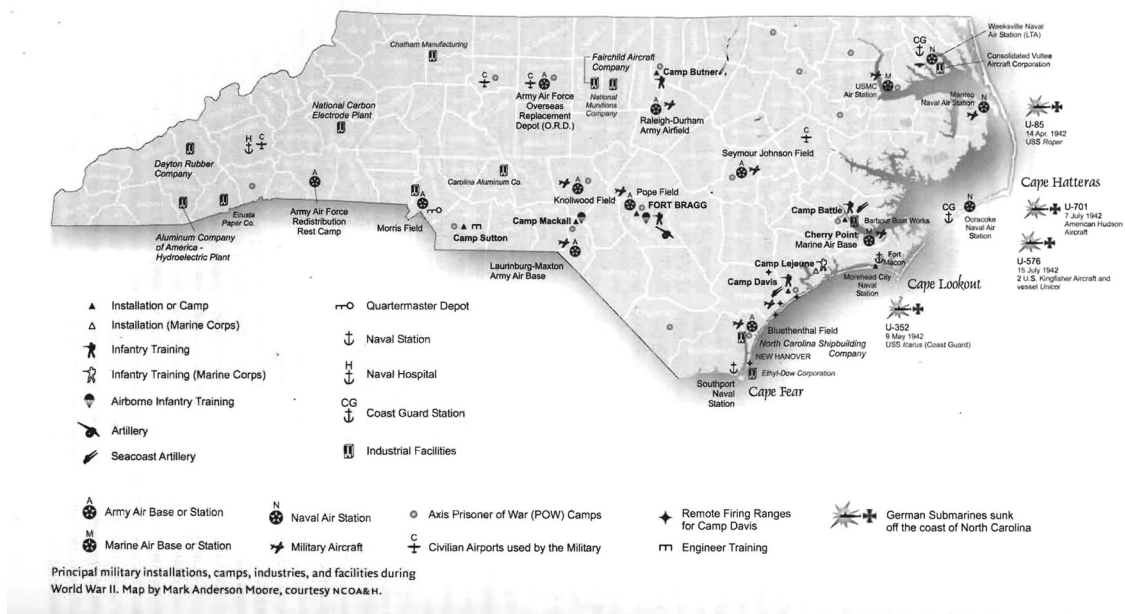 Weeksville Naval
Air Station (LTA)
CG
N
Consolidated Vultee
Aircraft Corporation
Chatham Manufacturing
Fairchild Aircraft
Company
Camp Butner
C
C
A
Army Air Force
Overseas
Replacement
Depot (O.R.D.)
National
Munitions
Company
A
Raleigh-Durham
Army Airfield
M
USMC
Air Station
Manteo
Naval Air Station
N
U-85
14 Apr. 1942
USS Roper
National Carbon
Electrode Plant
H
C
C
Dayton Rubber
Company
Seymour Johnson Field
A
Carolina Aluminum Co.
A
Knollwood Field
Pope Field
A
FORT BRAGG
Cape Hatteras
A
Army Air Force
Redistribution
Rest Camp
Ecusta
Paper Co.
Aluminum Company
of America -
Hydroelectric Plant
A
Morris Field
Camp Sutton
Camp Mackall
A
Laurinburg-Maxton
Army Air Base
Camp Battle
Barbour Boat Works
Cherry Point
Marine Air Base
M
CG
N
Ocracoke
Naval Air
Station
U-701
7 July 1942
American Hudson
Aircraft
U-576
15 July 1942
2 U.S. Kingfisher Aircraft and
vessel Unicoi
Camp Lejeune
Fort
Macon
Camp Davis
Morehead City
Naval
Station
Cape Lookout
U-352
9 May 1942
USS Icarus (Coast Guard)
A
Bluethenthal Field
North Carolina Shipbuilding
Company
NEW HANOVER
Ethyl-Dow Corporation
Southport
Naval
Station
Cape Fear
Installation or Camp
Installation (Marine Corps)
Infantry Training
Infantry Training (Marine Corps)
Airborne Infantry Training
Artillery
Seacoast Artillery
Quartermaster Depot
Naval Station
H
Naval Hospital
CG
Coast Guard Station
Industrial Facilities
A
Army Air Base or Station
M
Marine Air Base or Station
N
Naval Air Station
Military Aircraft
Axis Prisoner of War (POW) Camps
C
Civilian Airports used by the Military
Remote Firing Ranges
for Camp Davis
Engineer Training
German Submarines sunk
off the coast of North Carolina
Principal military installations, camps, industries, and facilities during
World War II. Map by Mark Anderson Moore, courtesy NCOA&H.